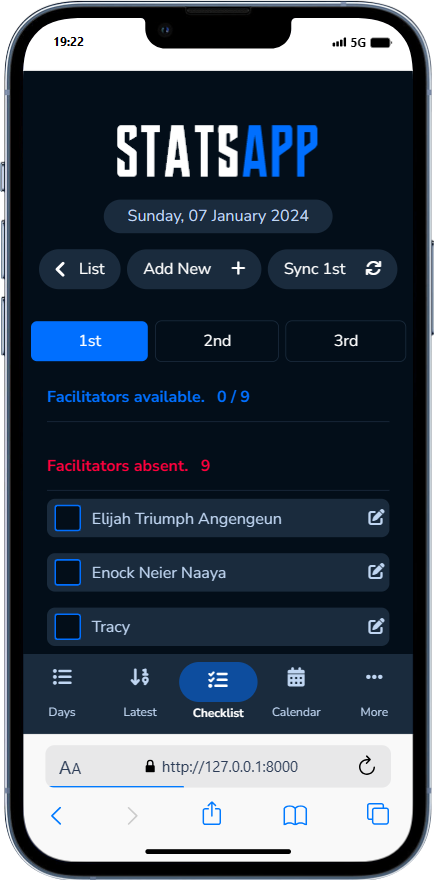 19:22 5G
STATSAPP
Sunday, 07 January 2024
List Add New Sync 1st
1st 2nd 3rd
Facilitators available. 0 / 9
Facilitators absent. 9
Elijah Triumph Angengeun
Enock Neier Naaya
Tracy
Days Latest Checklist Calendar More
AA http://127.0.0.1:8000